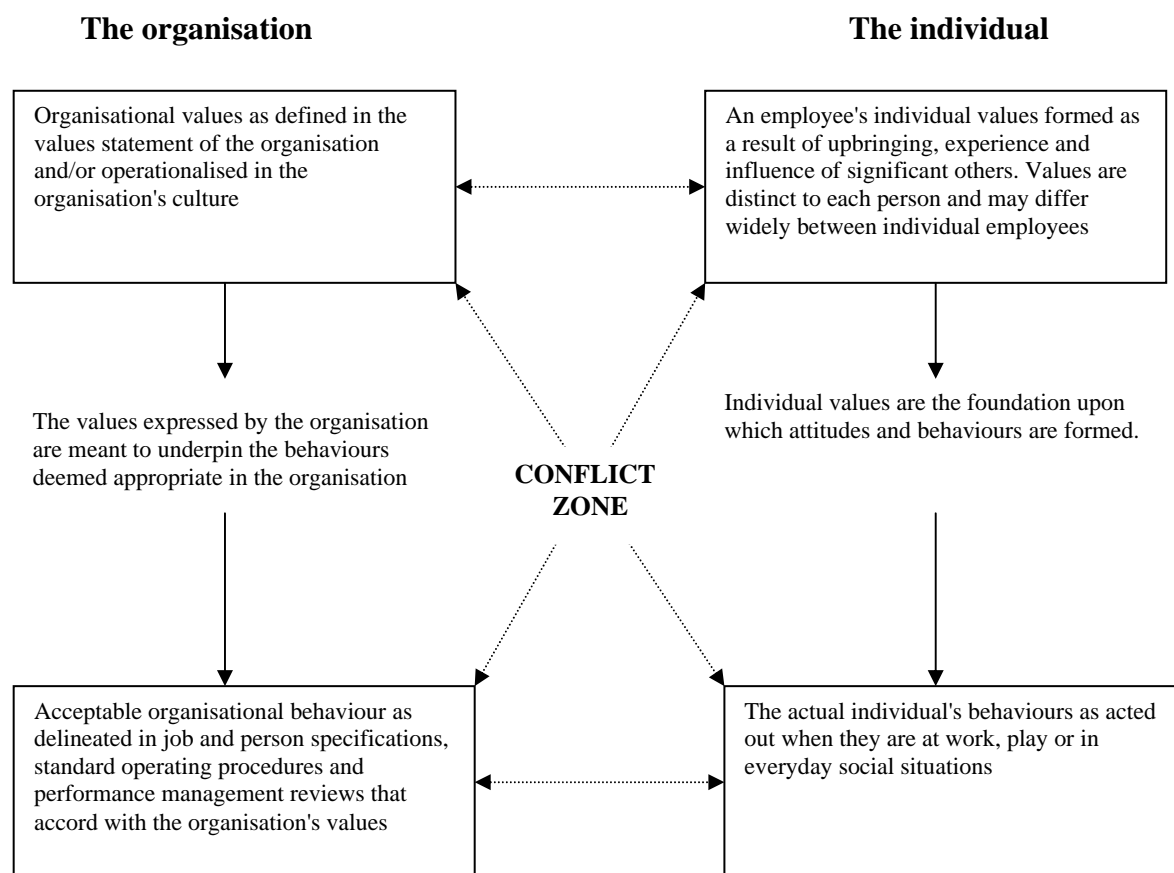 The organisation
The individual
Organisational values as defined in the
values statement of the organisation
and/or operationalised in the
organisation's culture
An employee's individual values formed as
a result of upbringing, experience and
influence of significant others. Values are
distinct to each person and may differ
widely between individual employees
The values expressed by the organisation
are meant to underpin the behaviours
deemed appropriate in the organisation
Individual values are the foundation upon
which attitudes and behaviours are formed.
CONFLICT
ZONE
Acceptable organisational behaviour as
delineated in job and person specifications,
standard operating procedures and
performance management reviews that
accord with the organisation's values
The actual individual's behaviours as acted
out when they are at work, play or in
everyday social situations